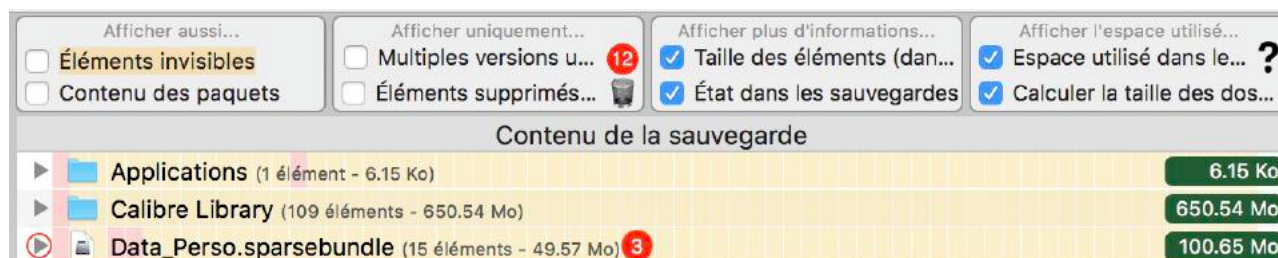 Afficher aussi...
Éléments invisibles
Contenu des paquets
Afficher uniquement...
Multiples versions u... 12
Éléments supprimés...
Afficher plus d'informations...
Taille des éléments (dan...
État dans les sauvegardes
Afficher l'espace utilisé...
Espace utilisé dans le... ?
Calculer la taille des dos...
Contenu de la sauvegarde
Applications (1 élément - 6.15 Ko) 6.15 Ko
Calibre Library (109 éléments - 650.54 Mo) 650.54 Mo
Data_Perso.sparsebundle (15 éléments - 49.57 Mo) 3 100.65 Mo